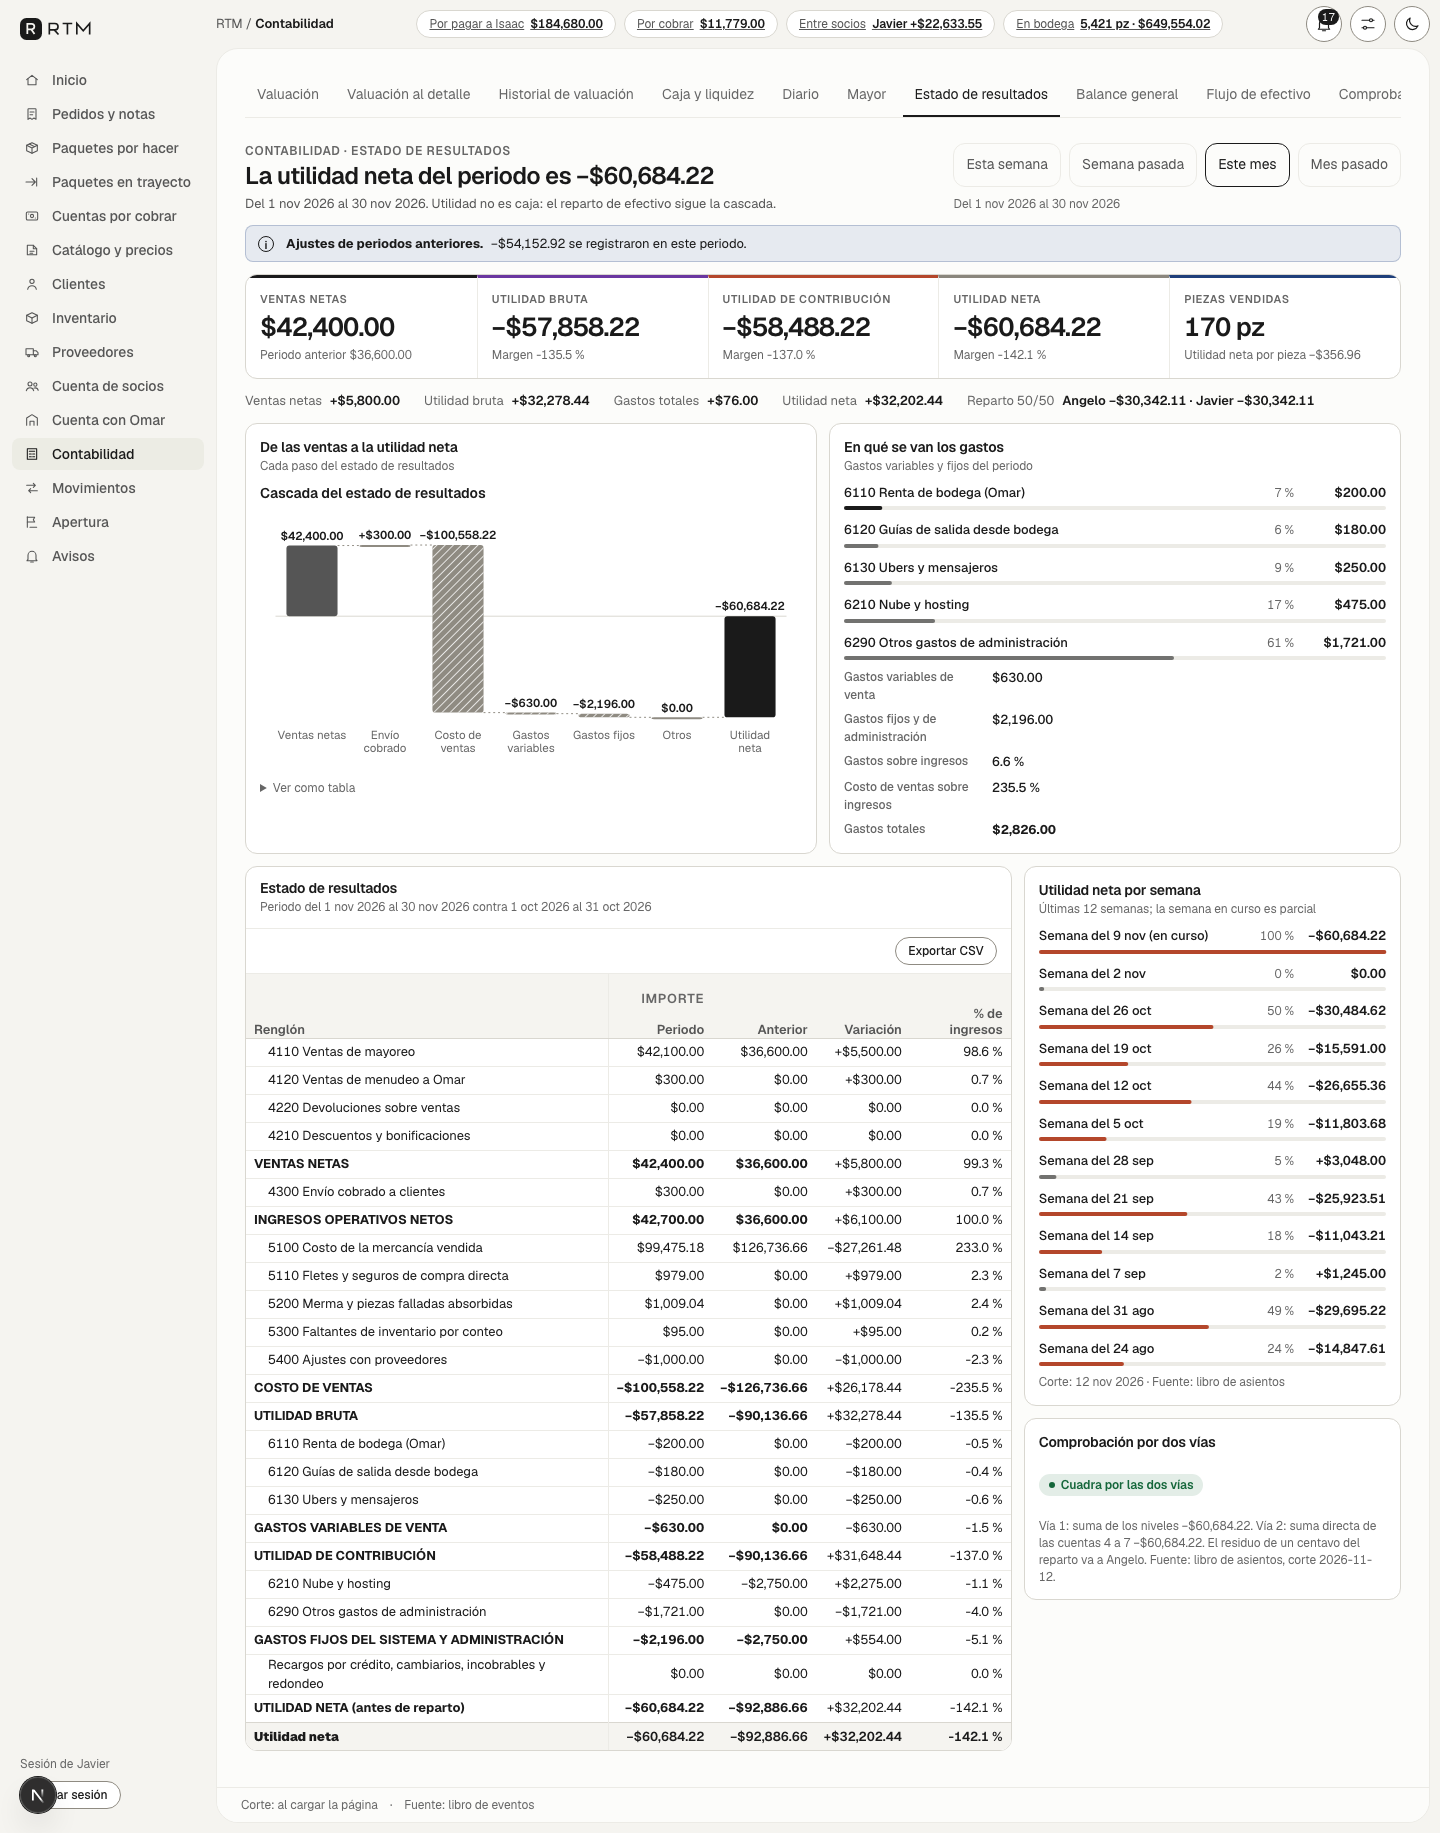 R RTM
RTM / Contabilidad
Por pagar a Isaac $184,680.00
Por cobrar $11,779.00
Entre socios Javier +$22,633.55
En bodega 5,421 pz · $649,554.02
17
Inicio
Pedidos y notas
Paquetes por hacer
Paquetes en trayecto
Cuentas por cobrar
Catálogo y precios
Clientes
Inventario
Proveedores
Cuenta de socios
Cuenta con Omar
Contabilidad
Movimientos
Apertura
Avisos
Sesión de Javier
N ar sesión
Valuación Valuación al detalle Historial de valuación Caja y liquidez Diario Mayor Estado de resultados Balance general Flujo de efectivo Comproba
CONTABILIDAD · ESTADO DE RESULTADOS
La utilidad neta del periodo es −$60,684.22
Del 1 nov 2026 al 30 nov 2026. Utilidad no es caja: el reparto de efectivo sigue la cascada.
Esta semana Semana pasada Este mes Mes pasado
Del 1 nov 2026 al 30 nov 2026
Ajustes de periodos anteriores. −$54,152.92 se registraron en este periodo.
VENTAS NETAS
$42,400.00
Periodo anterior $36,600.00
UTILIDAD BRUTA
−$57,858.22
Margen -135.5 %
UTILIDAD DE CONTRIBUCIÓN
−$58,488.22
Margen -137.0 %
UTILIDAD NETA
−$60,684.22
Margen -142.1 %
PIEZAS VENDIDAS
170 pz
Utilidad neta por pieza −$356.96
Ventas netas +$5,800.00 Utilidad bruta +$32,278.44 Gastos totales +$76.00 Utilidad neta +$32,202.44 Reparto 50/50 Angelo −$30,342.11 · Javier −$30,342.11
De las ventas a la utilidad neta
Cada paso del estado de resultados
Cascada del estado de resultados
$42,400.00 +$300.00 −$100,558.22
−$60,684.22
−$630.00 −$2,196.00 $0.00
Ventas netas Envío cobrado Costo de ventas Gastos variables Gastos fijos Otros Utilidad neta
Ver como tabla
En qué se van los gastos
Gastos variables y fijos del periodo
6110 Renta de bodega (Omar) 7 % $200.00
6120 Guías de salida desde bodega 6 % $180.00
6130 Ubers y mensajeros 9 % $250.00
6210 Nube y hosting 17 % $475.00
6290 Otros gastos de administración 61 % $1,721.00
Gastos variables de venta $630.00
Gastos fijos y de administración $2,196.00
Gastos sobre ingresos 6.6 %
Costo de ventas sobre ingresos 235.5 %
Gastos totales $2,826.00
Estado de resultados
Periodo del 1 nov 2026 al 30 nov 2026 contra 1 oct 2026 al 31 oct 2026
Exportar CSV
IMPORTE
Renglón Periodo Anterior Variación % de ingresos
4110 Ventas de mayoreo $42,100.00 $36,600.00 +$5,500.00 98.6 %
4120 Ventas de menudeo a Omar $300.00 $0.00 +$300.00 0.7 %
4220 Devoluciones sobre ventas $0.00 $0.00 $0.00 0.0 %
4210 Descuentos y bonificaciones $0.00 $0.00 $0.00 0.0 %
VENTAS NETAS $42,400.00 $36,600.00 +$5,800.00 99.3 %
4300 Envío cobrado a clientes $300.00 $0.00 +$300.00 0.7 %
INGRESOS OPERATIVOS NETOS $42,700.00 $36,600.00 +$6,100.00 100.0 %
5100 Costo de la mercancía vendida $99,475.18 $126,736.66 −$27,261.48 233.0 %
5110 Fletes y seguros de compra directa $979.00 $0.00 +$979.00 2.3 %
5200 Merma y piezas falladas absorbidas $1,009.04 $0.00 +$1,009.04 2.4 %
5300 Faltantes de inventario por conteo $95.00 $0.00 +$95.00 0.2 %
5400 Ajustes con proveedores −$1,000.00 $0.00 −$1,000.00 -2.3 %
COSTO DE VENTAS −$100,558.22 −$126,736.66 +$26,178.44 -235.5 %
UTILIDAD BRUTA −$57,858.22 −$90,136.66 +$32,278.44 -135.5 %
6110 Renta de bodega (Omar) −$200.00 $0.00 −$200.00 -0.5 %
6120 Guías de salida desde bodega −$180.00 $0.00 −$180.00 -0.4 %
6130 Ubers y mensajeros −$250.00 $0.00 −$250.00 -0.6 %
GASTOS VARIABLES DE VENTA −$630.00 $0.00 −$630.00 -1.5 %
UTILIDAD DE CONTRIBUCIÓN −$58,488.22 −$90,136.66 +$31,648.44 -137.0 %
6210 Nube y hosting −$475.00 −$2,750.00 +$2,275.00 -1.1 %
6290 Otros gastos de administración −$1,721.00 $0.00 −$1,721.00 -4.0 %
GASTOS FIJOS DEL SISTEMA Y ADMINISTRACIÓN −$2,196.00 −$2,750.00 +$554.00 -5.1 %
Recargos por crédito, cambiarios, incobrables y redondeo $0.00 $0.00 $0.00 0.0 %
UTILIDAD NETA (antes de reparto) −$60,684.22 −$92,886.66 +$32,202.44 -142.1 %
Utilidad neta −$60,684.22 −$92,886.66 +$32,202.44 -142.1 %
Utilidad neta por semana
Últimas 12 semanas; la semana en curso es parcial
Semana del 9 nov (en curso) 100 % −$60,684.22
Semana del 2 nov 0 % $0.00
Semana del 26 oct 50 % −$30,484.62
Semana del 19 oct 26 % −$15,591.00
Semana del 12 oct 44 % −$26,655.36
Semana del 5 oct 19 % −$11,803.68
Semana del 28 sep 5 % +$3,048.00
Semana del 21 sep 43 % −$25,923.51
Semana del 14 sep 18 % −$11,043.21
Semana del 7 sep 2 % +$1,245.00
Semana del 31 ago 49 % −$29,695.22
Semana del 24 ago 24 % −$14,847.61
Corte: 12 nov 2026 · Fuente: libro de asientos
Comprobación por dos vías
Cuadra por las dos vías
Vía 1: suma de los niveles −$60,684.22. Vía 2: suma directa de
las cuentas 4 a 7 −$60,684.22. El residuo de un centavo del
reparto va a Angelo. Fuente: libro de asientos, corte 2026-11-
12.
Corte: al cargar la página · Fuente: libro de eventos